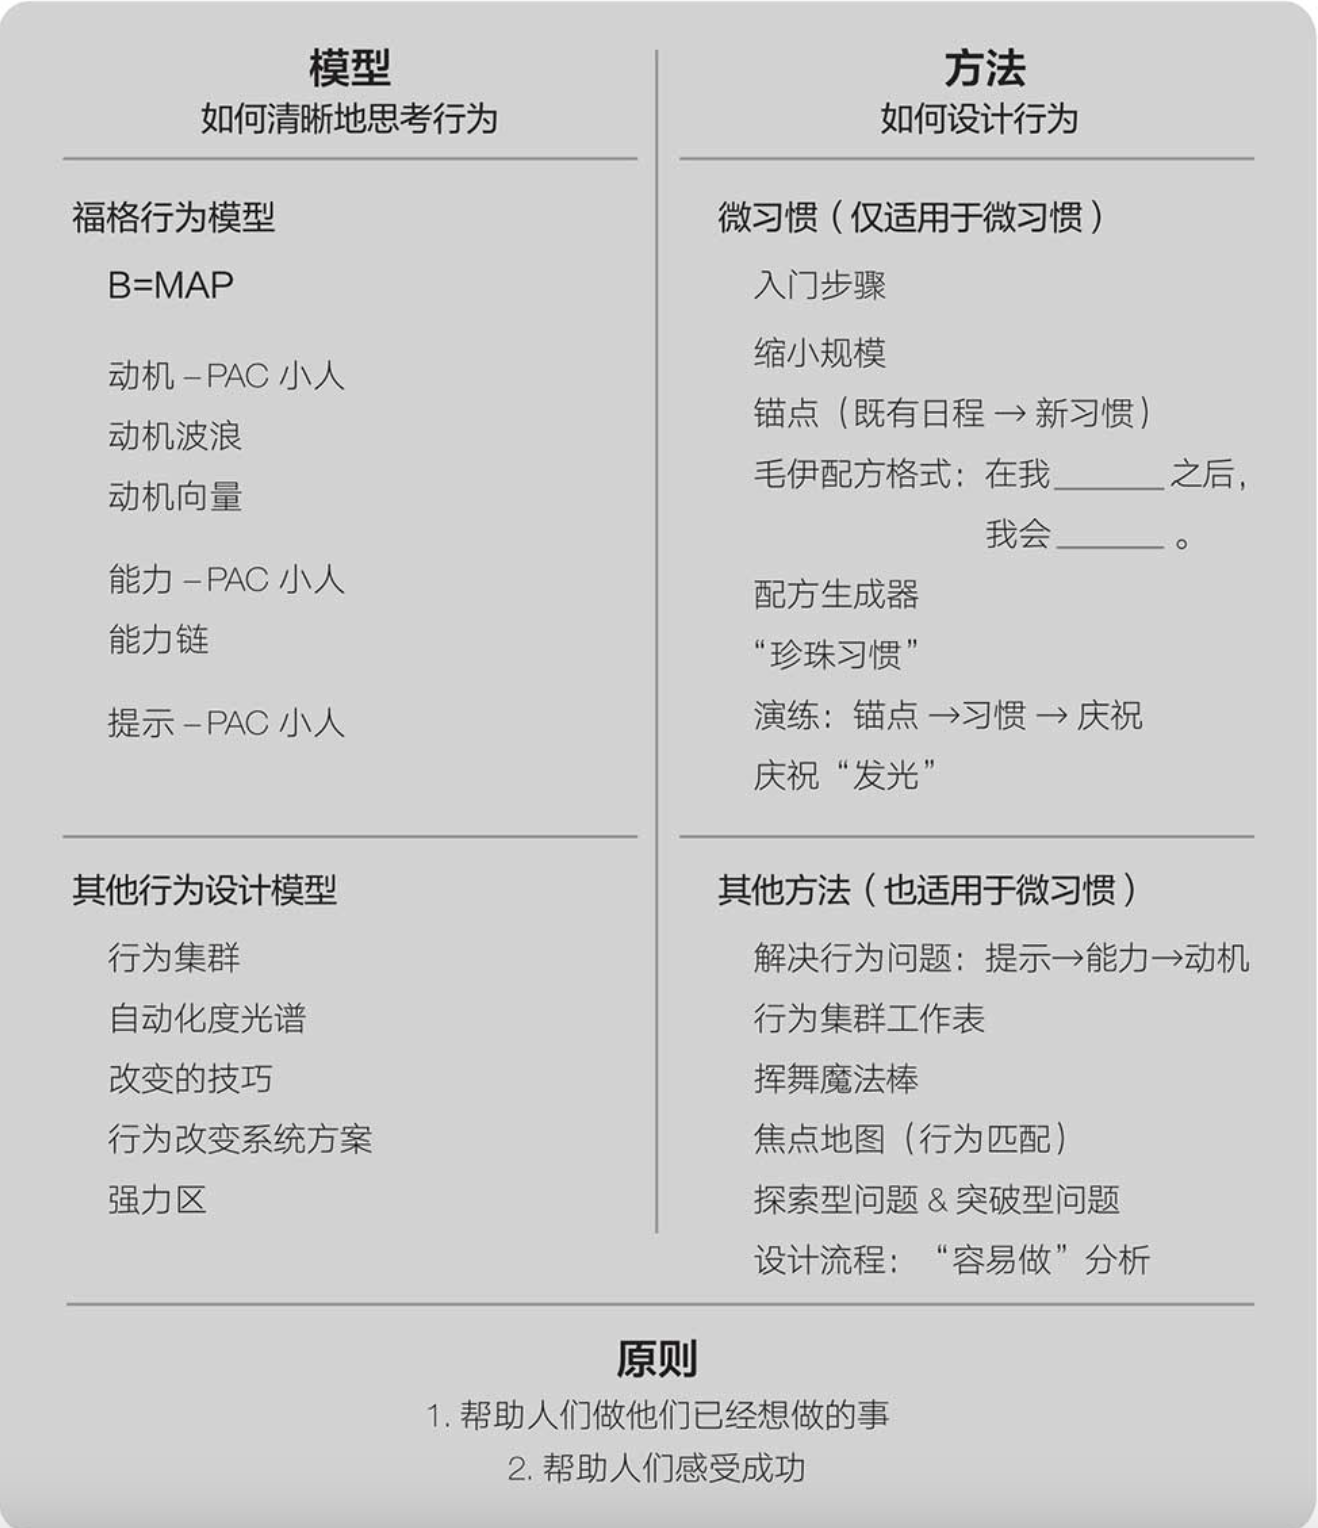 模型
如何清晰地思考行为
福格行为模型
B=MAP
动机 – PAC 小人
动机波浪
动机向量
能力 – PAC 小人
能力链
提示 – PAC 小人
其他行为设计模型
行为集群
自动化度光谱
改变的技巧
行为改变系统方案
强力区
方法
如何设计行为
微习惯（仅适用于微习惯）
入门步骤
缩小规模
锚点（既有日程 → 新习惯）
毛伊配方格式：在我______之后，
我会______。
配方生成器
“珍珠习惯”
演练：锚点 →习惯 → 庆祝
庆祝“发光”
其他方法（也适用于微习惯）
解决行为问题：提示→能力→动机
行为集群工作表
挥舞魔法棒
焦点地图（行为匹配）
探索型问题 & 突破型问题
设计流程：“容易做”分析
原则
1. 帮助人们做他们已经想做的事
2. 帮助人们感受成功